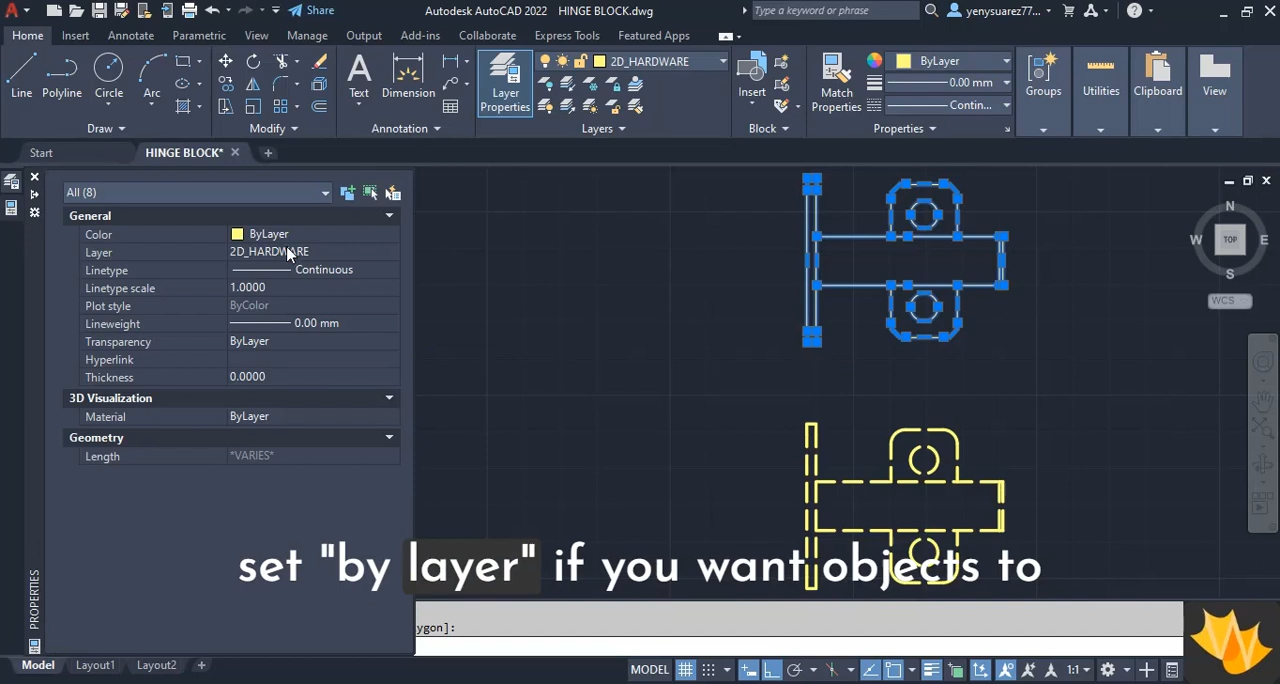 Share
Autodesk AutoCAD 2022 HINGE BLOCK.dwg
Type a keyword or phrase
yenysuarez77...
Home Insert Annotate Parametric View Manage Output Add-ins Collaborate Express Tools Featured Apps
2D_HARDWARE
ByLayer
0.00 mm
Contin...
Line Polyline Circle Arc
Text Dimension
Layer Properties
Insert
Match Properties
Groups Utilities Clipboard View
Draw Modify Annotation Layers Block Properties
Start HINGE BLOCK*
All (8)
General
Color ByLayer
Layer 2D_HARDWARE
Linetype Continuous
Linetype scale 1.0000
Plot style ByColor
Lineweight 0.00 mm
Transparency ByLayer
Hyperlink
Thickness 0.0000
3D Visualization
Material ByLayer
Geometry
Length *VARIES*
PROPERTIES
N
W TOP E
S
WCS
set "by layer" if you want objects to
ygon]:
Model Layout1 Layout2
MODEL 1:1